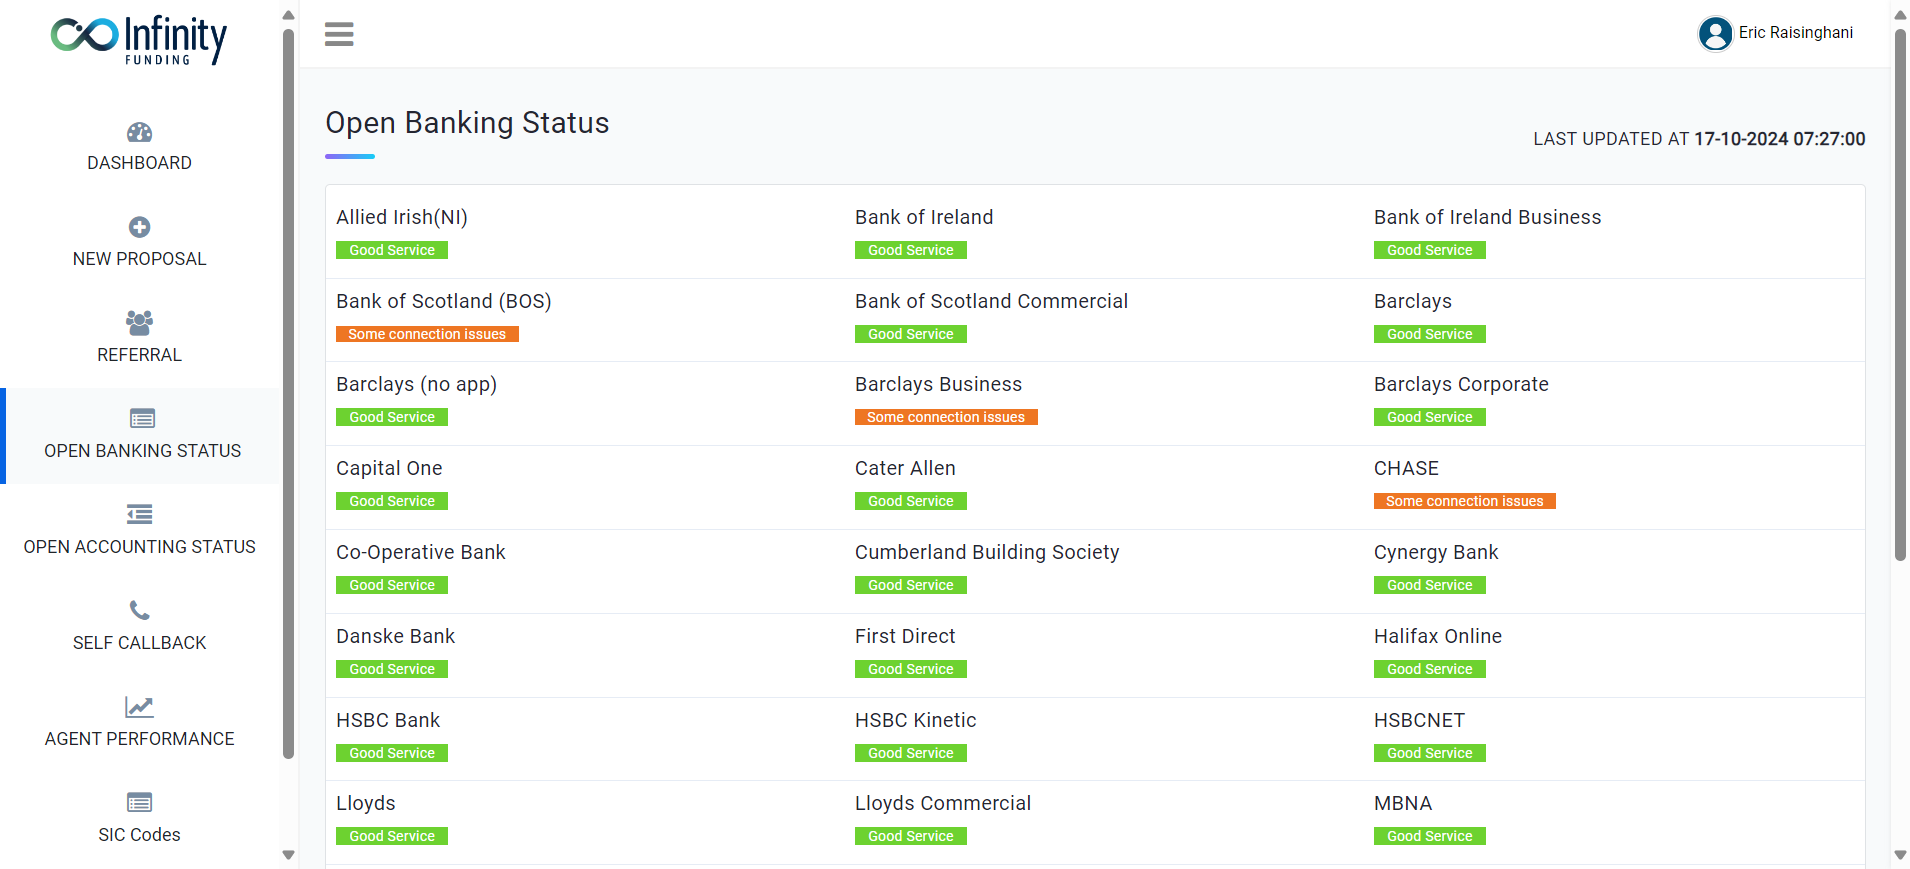 Infinity
FUNDING
DASHBOARD
NEW PROPOSAL
REFERRAL
OPEN BANKING STATUS
OPEN ACCOUNTING STATUS
SELF CALLBACK
AGENT PERFORMANCE
SIC Codes
Eric Raisinghani
Open Banking Status
LAST UPDATED AT 17-10-2024 07:27:00
Allied Irish(NI)
Good Service
Bank of Ireland
Good Service
Bank of Ireland Business
Good Service
Bank of Scotland (BOS)
Some connection issues
Bank of Scotland Commercial
Good Service
Barclays
Good Service
Barclays (no app)
Good Service
Barclays Business
Some connection issues
Barclays Corporate
Good Service
Capital One
Good Service
Cater Allen
Good Service
CHASE
Some connection issues
Co-Operative Bank
Good Service
Cumberland Building Society
Good Service
Cynergy Bank
Good Service
Danske Bank
Good Service
First Direct
Good Service
Halifax Online
Good Service
HSBC Bank
Good Service
HSBC Kinetic
Good Service
HSBCNET
Good Service
Lloyds
Good Service
Lloyds Commercial
Good Service
MBNA
Good Service